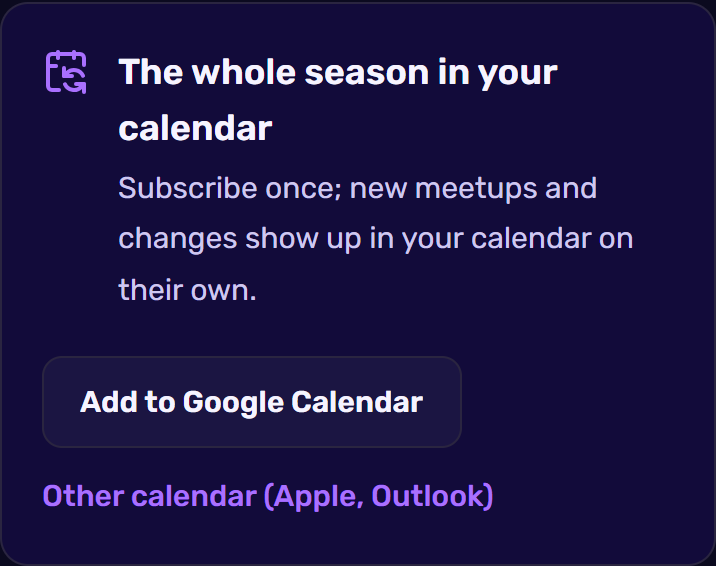 The whole season in your
calendar
Subscribe once; new meetups and
changes show up in your calendar on
their own.
Add to Google Calendar
Other calendar (Apple, Outlook)